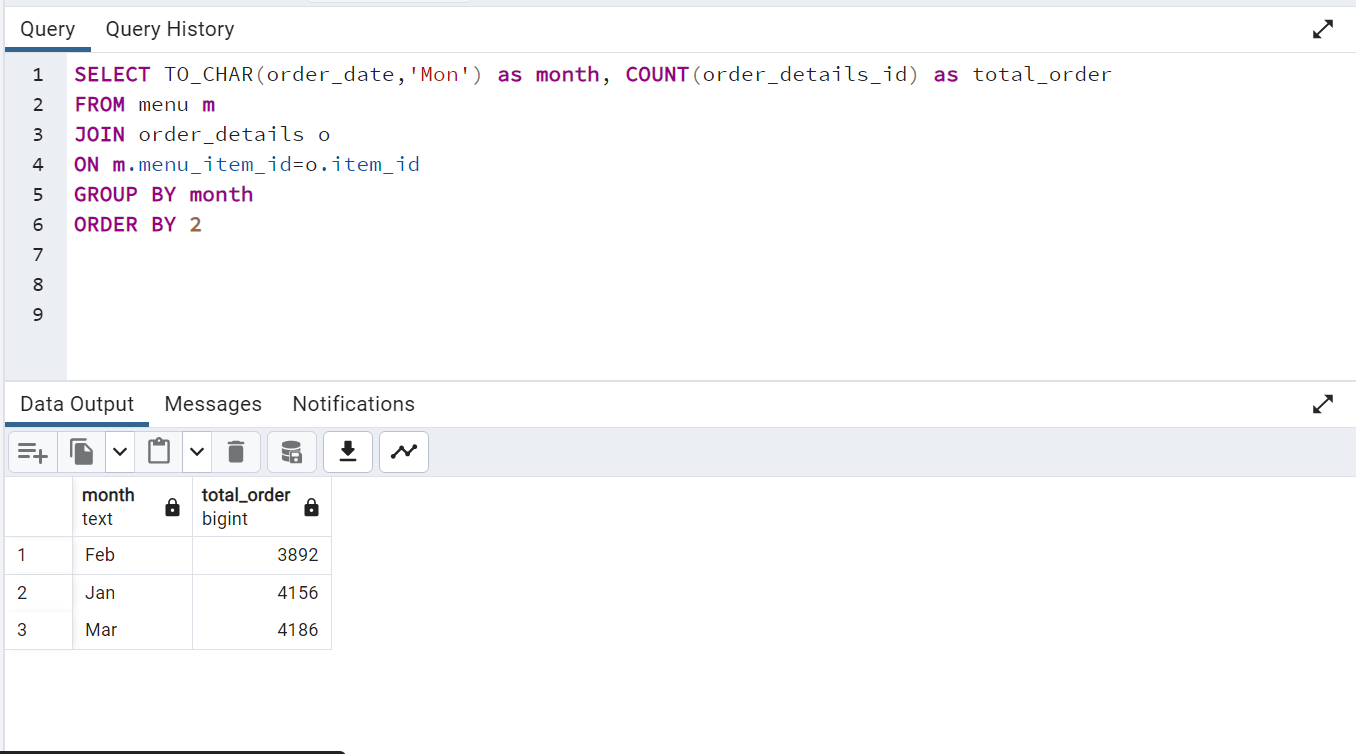 Query Query History
1 SELECT TO_CHAR(order_date,'Mon') as month, COUNT(order_details_id) as total_order
2 FROM menu m
3 JOIN order_details o
4 ON m.menu_item_id=o.item_id
5 GROUP BY month
6 ORDER BY 2
7
8
9
Data Output Messages Notifications
month total_order
text bigint
1 Feb 3892
2 Jan 4156
3 Mar 4186